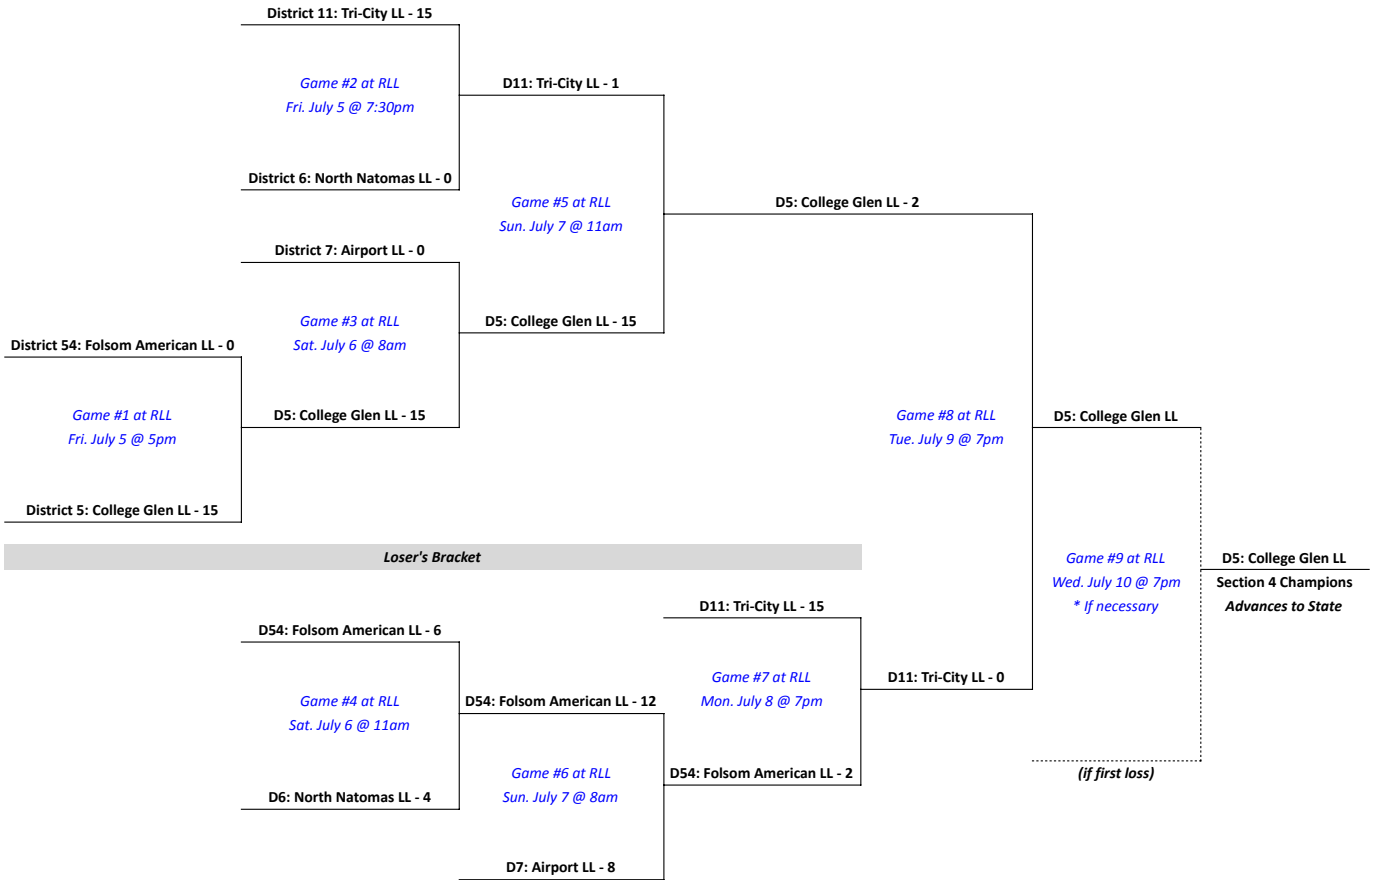 District 11: Tri-City LL - 15
Game #2 at RLL
Fri. July 5 @ 7:30pm
District 6: North Natomas LL - 0
D11: Tri-City LL - 1
Game #5 at RLL
Sun. July 7 @ 11am
D5: College Glen LL - 2
District 7: Airport LL - 0
Game #3 at RLL
Sat. July 6 @ 8am
D5: College Glen LL - 15
District 54: Folsom American LL - 0
Game #1 at RLL
Fri. July 5 @ 5pm
D5: College Glen LL - 15
District 5: College Glen LL - 15
Game #8 at RLL
Tue. July 9 @ 7pm
D5: College Glen LL
Loser's Bracket
Game #9 at RLL
Wed. July 10 @ 7pm
* If necessary
D5: College Glen LL
Section 4 Champions
Advances to State
D54: Folsom American LL - 6
Game #4 at RLL
Sat. July 6 @ 11am
D6: North Natomas LL - 4
D54: Folsom American LL - 12
Game #6 at RLL
Sun. July 7 @ 8am
D7: Airport LL - 8
D11: Tri-City LL - 15
Game #7 at RLL
Mon. July 8 @ 7pm
D54: Folsom American LL - 2
D11: Tri-City LL - 0
(if first loss)